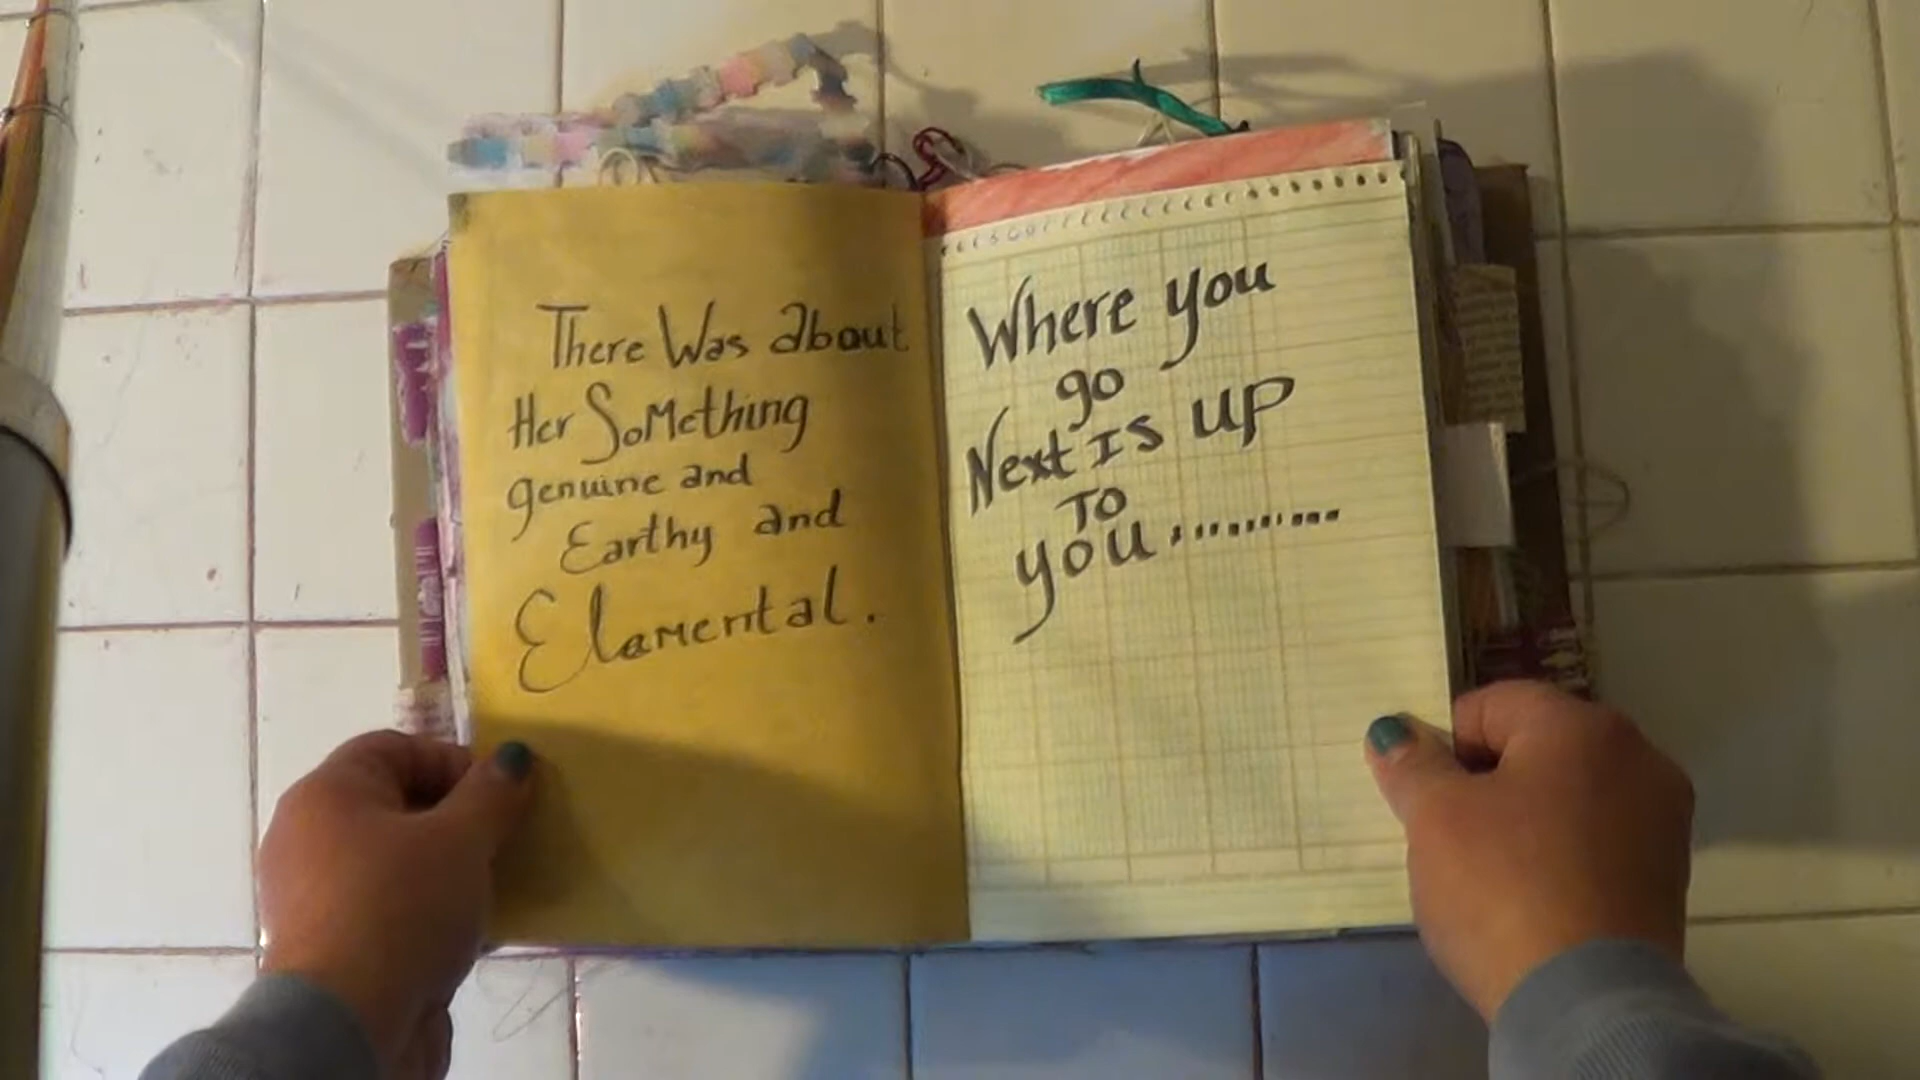 There Was about
Her SoMething
genuine and
Earthy and
Elamental.
Where you
go
Next IS UP
TO
you..........